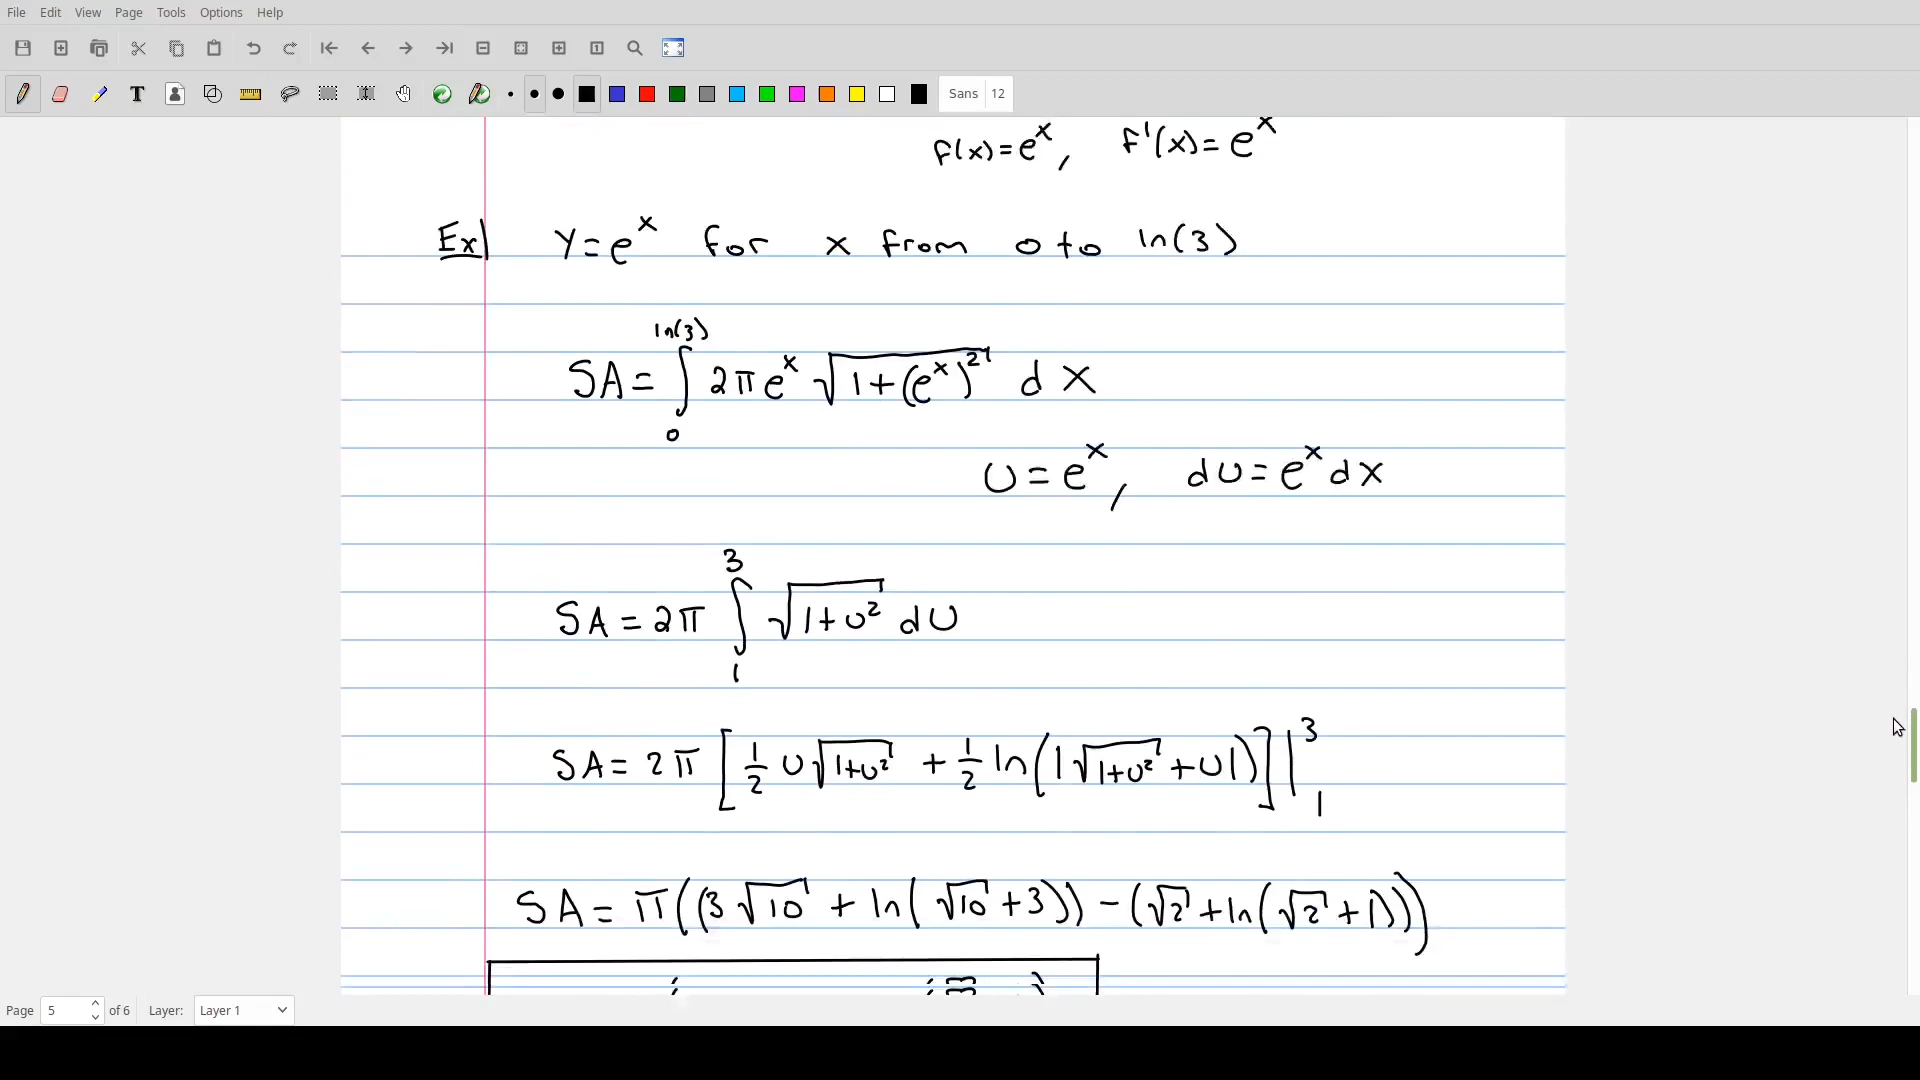 File Edit View Page Tools Options Help
T Sans 12
f(x)=e^x, f'(x)=e^x
Ex| y=e^x for x from 0 to ln(3)
SA= ∫_0^{ln(3)} 2πe^x √(1+(e^x)^2) dx
u=e^x, du=e^x dx
SA=2π ∫_1^3 √(1+u²) du
SA=2π [½ u√(1+u²) + ½ ln(|√(1+u²)+u|)]|_1^3
SA=π((3√10+ln(√10+3))-(√2+ln(√2+1)))
Page 5 of 6 Layer: Layer 1